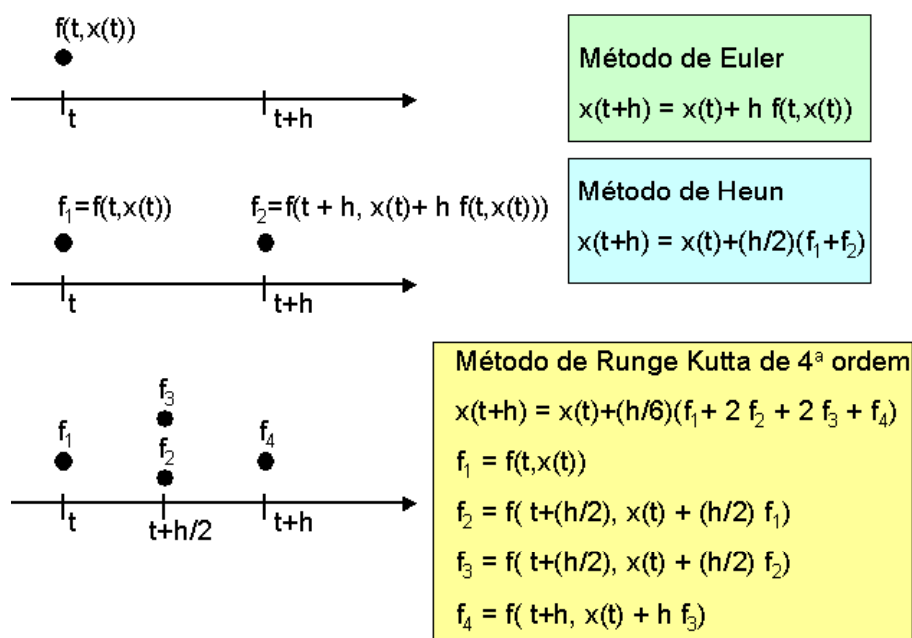 f(t,x(t))
t
t+h
Método de Euler
x(t+h) = x(t)+ h f(t,x(t))
f₁=f(t,x(t))
f₂=f(t + h, x(t)+ h f(t,x(t)))
t
t+h
Método de Heun
x(t+h) = x(t)+(h/2)(f₁+f₂)
f₃
f₁
f₂
f₄
t
t+h/2
t+h
Método de Runge Kutta de 4ª ordem
x(t+h) = x(t)+(h/6)(f₁+ 2 f₂ + 2 f₃ + f₄)
f₁ = f(t,x(t))
f₂ = f( t+(h/2), x(t) + (h/2) f₁)
f₃ = f( t+(h/2), x(t) + (h/2) f₂)
f₄ = f( t+h, x(t) + h f₃)